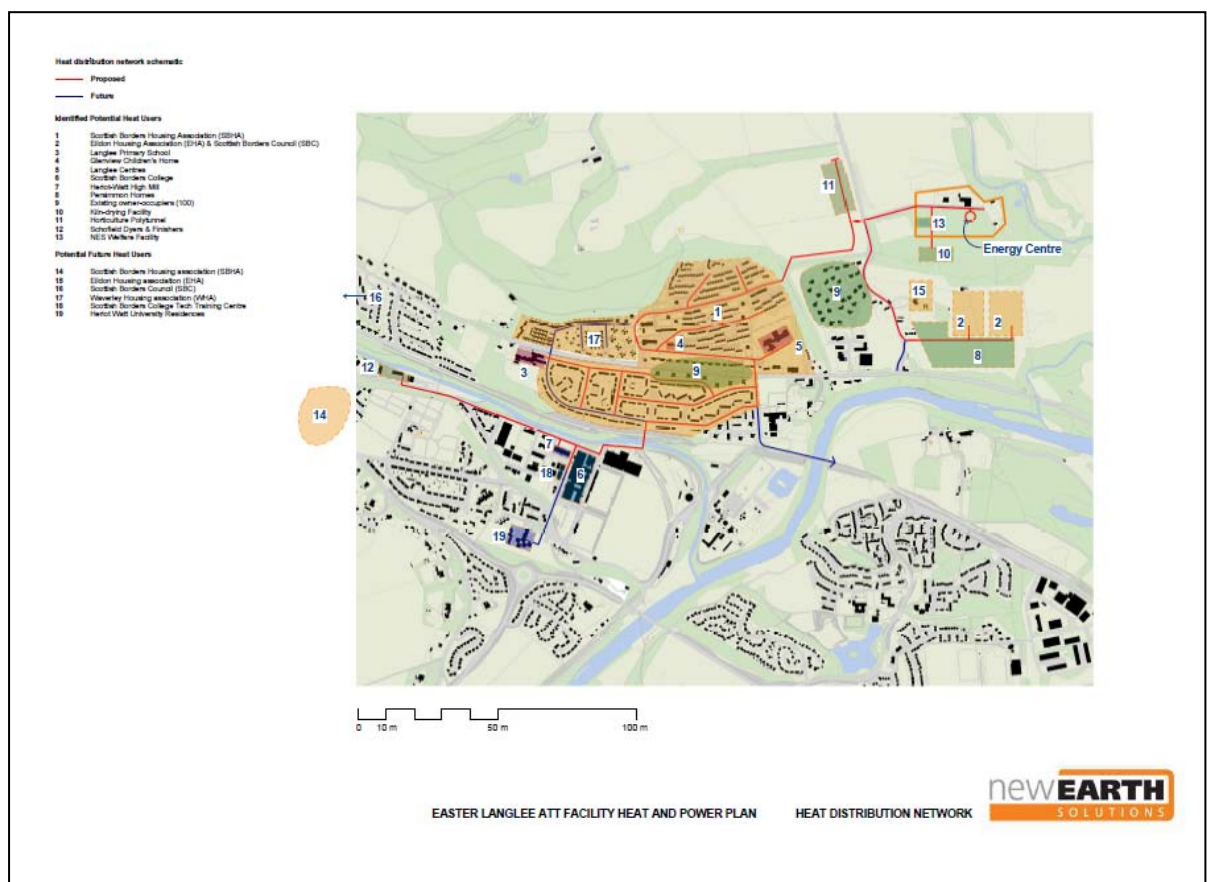 Heat distribution network schematic
Proposed
Future
Identified Potential Heat Users
1 Scottish Borders Housing Association (SBHA)
2 Eildon Housing Association (EHA) & Scottish Borders Council (SBC)
3 Langlee Primary School
4 Glenview Children's Home
5 Langlee Centres
6 Scottish Borders College
7 Heriot-Watt High Mill
8 Persimmon Homes
9 Existing owner-occupiers (100)
10 Kiln-drying Facility
11 Horticulture Polytunnel
12 Schofield Dyers & Finishers
13 NES Welfare Facility
Potential Future Heat Users
14 Scottish Borders Housing association (SBHA)
15 Eildon Housing association (EHA)
16 Scottish Borders Council (SBC)
17 Waverley Housing association (WHA)
18 Scottish Borders College Tech Training Centre
19 Heriot Watt University Residences
11
13
Energy Centre
10
16
9
15
1
2 2
17
4
5
8
3
9
12
14
7
18
6
19
0 10 m 50 m 100 m
EASTER LANGLEE ATT FACILITY HEAT AND POWER PLAN HEAT DISTRIBUTION NETWORK
newEARTH
SOLUTIONS